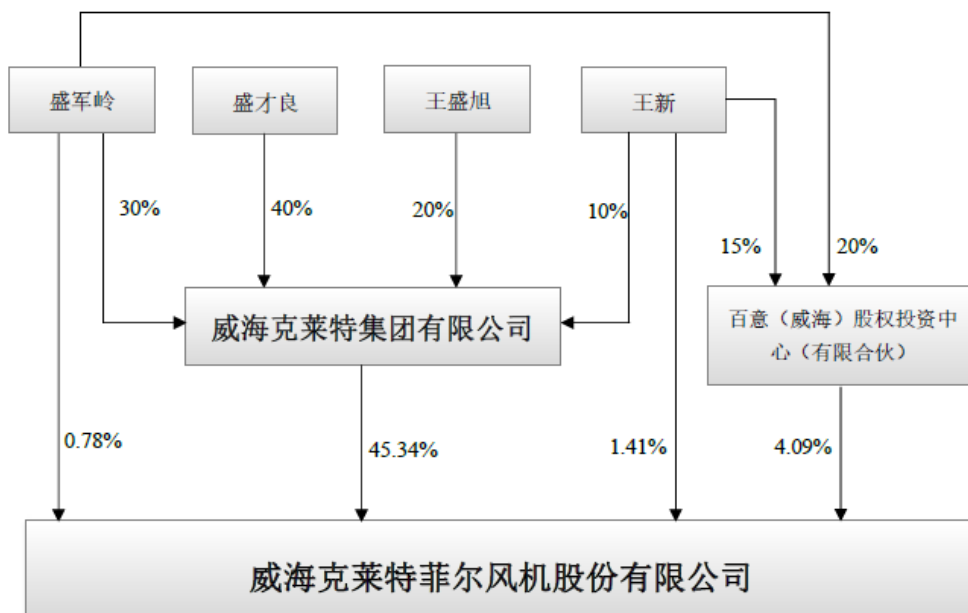 盛军岭
盛才良
王盛旭
王新
30%
40%
20%
10%
15%
20%
威海克莱特集团有限公司
百意（威海）股权投资中
心（有限合伙）
0.78%
45.34%
1.41%
4.09%
威海克莱特菲尔风机股份有限公司